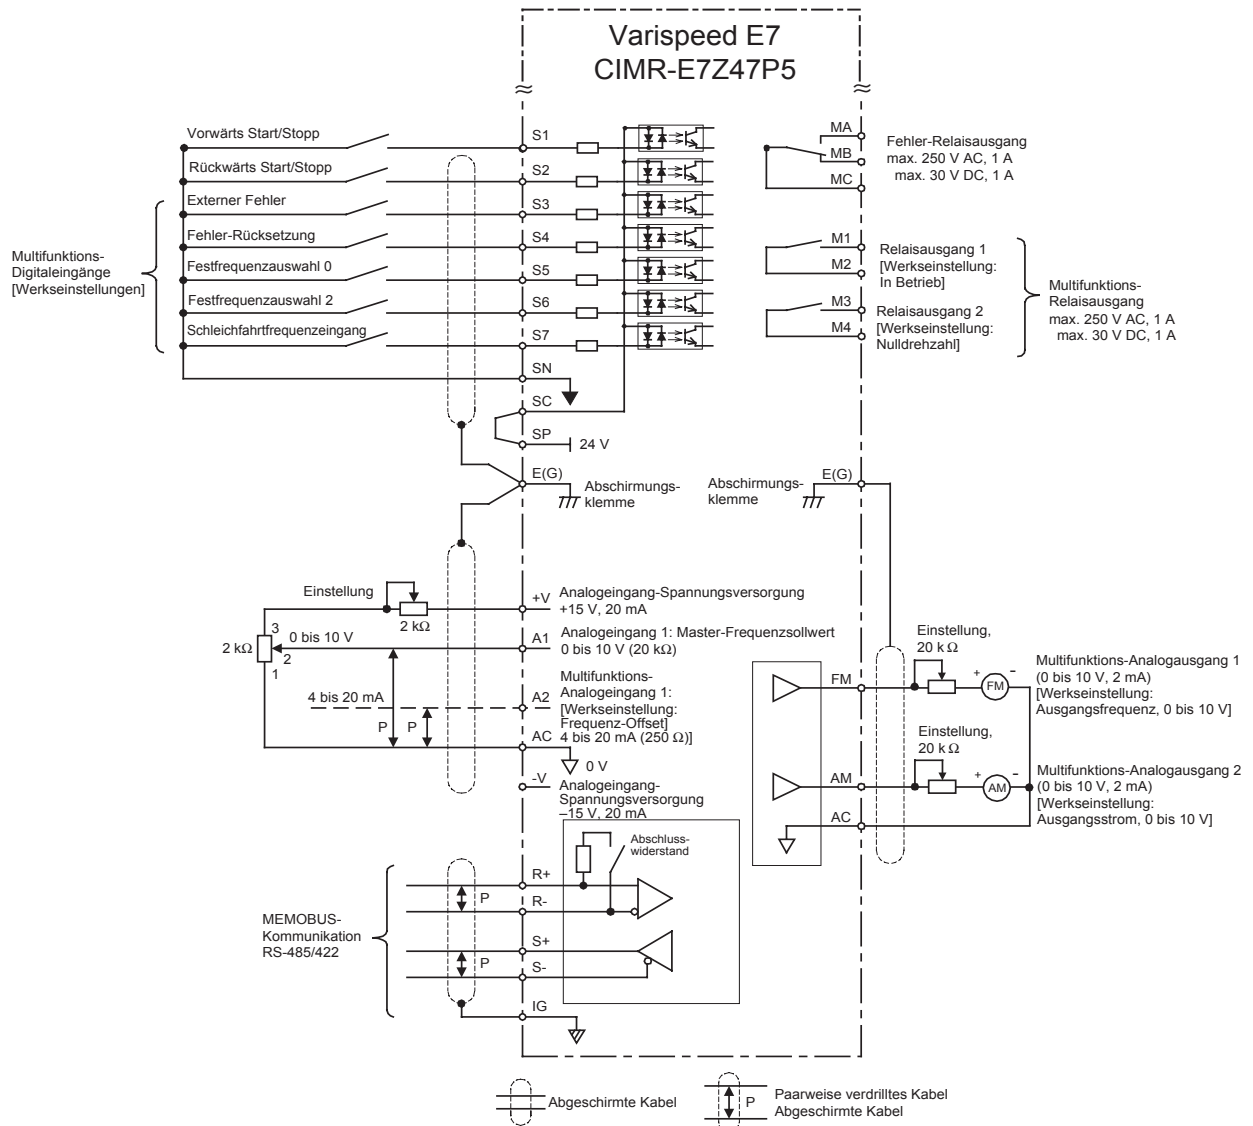 Varispeed E7
CIMR-E7Z47P5
Vorwärts Start/Stopp
S1
Rückwärts Start/Stopp
S2
Externer Fehler
S3
Fehler-Rücksetzung
S4
Festfrequenzauswahl 0
S5
Festfrequenzauswahl 2
S6
Schleichfahrtfrequenzeingang
S7
SN
SC
SP
24 V
Multifunktions-
Digitaleingänge
[Werkseinstellungen]
MA
MB
MC
Fehler-Relaisausgang
max. 250 V AC, 1 A
max. 30 V DC, 1 A
M1
M2
Relaisausgang 1
[Werkseinstellung:
In Betrieb]
M3
M4
Relaisausgang 2
[Werkseinstellung:
Nulldrehzahl]
Multifunktions-
Relaisausgang
max. 250 V AC, 1 A
max. 30 V DC, 1 A
E(G)
Abschirmungs-
klemme
Abschirmungs-
klemme
E(G)
Einstellung
2 kΩ
+V
Analogeingang-Spannungsversorgung
+15 V, 20 mA
2 kΩ
3
2
1
0 bis 10 V
A1
Analogeingang 1: Master-Frequenzsollwert
0 bis 10 V (20 kΩ)
4 bis 20 mA
P
P
A2
Multifunktions-
Analogeingang 1:
[Werkseinstellung:
Frequenz-Offset]
4 bis 20 mA (250 Ω)]
AC
0 V
-V
Analogeingang-
Spannungsversorgung
–15 V, 20 mA
Einstellung,
20 k Ω
FM
+
FM
-
Multifunktions-Analogausgang 1
(0 bis 10 V, 2 mA)
[Werkseinstellung:
Ausgangsfrequenz, 0 bis 10 V]
Einstellung,
20 k Ω
AM
+
AM
-
Multifunktions-Analogausgang 2
(0 bis 10 V, 2 mA)
[Werkseinstellung:
Ausgangsstrom, 0 bis 10 V]
AC
Abschluss-
widerstand
MEMOBUS-
Kommunikation
RS-485/422
P
R+
R-
P
S+
S-
IG
Abgeschirmte Kabel
P
Paarweise verdrilltes Kabel
Abgeschirmte Kabel